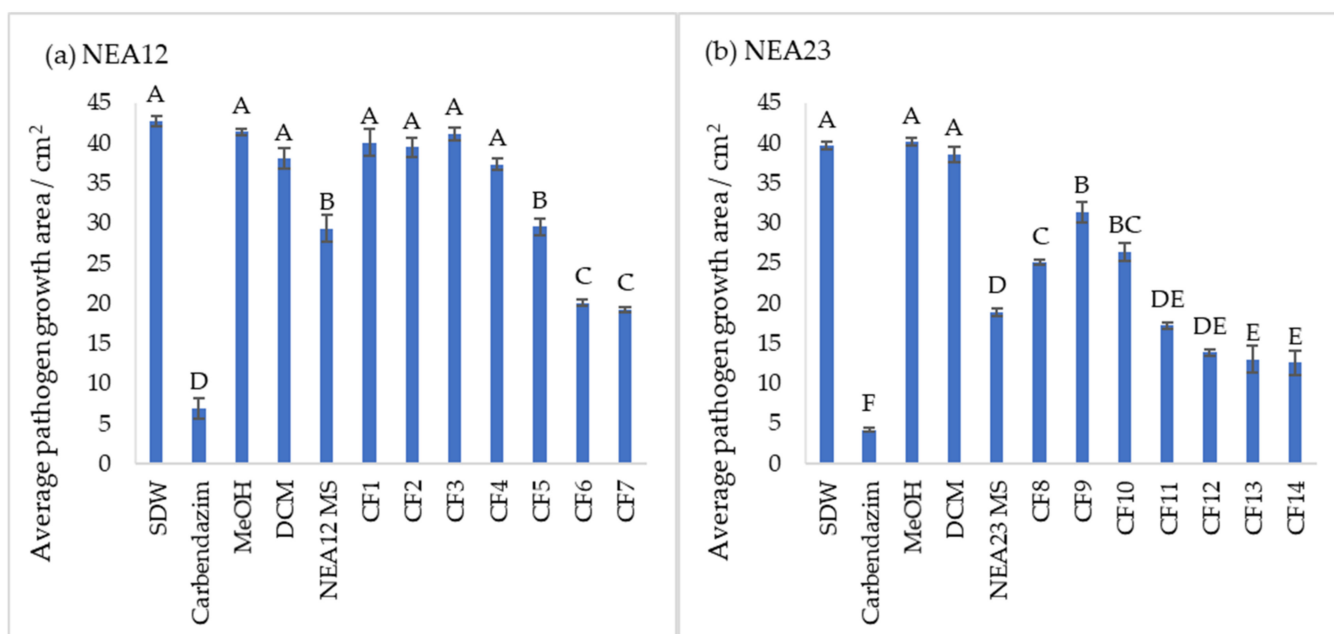 (a) NEA12
Average pathogen growth area / cm²
45
40
35
30
25
20
15
10
5
0
A
D
A
A
B
A
A
A
A
B
C
C
SDW
Carbendazim
MeOH
DCM
NEA12 MS
CF1
CF2
CF3
CF4
CF5
CF6
CF7
(b) NEA23
Average pathogen growth area / cm²
45
40
35
30
25
20
15
10
5
0
A
F
A
A
D
C
B
BC
DE
DE
E
E
SDW
Carbendazim
MeOH
DCM
NEA23 MS
CF8
CF9
CF10
CF11
CF12
CF13
CF14